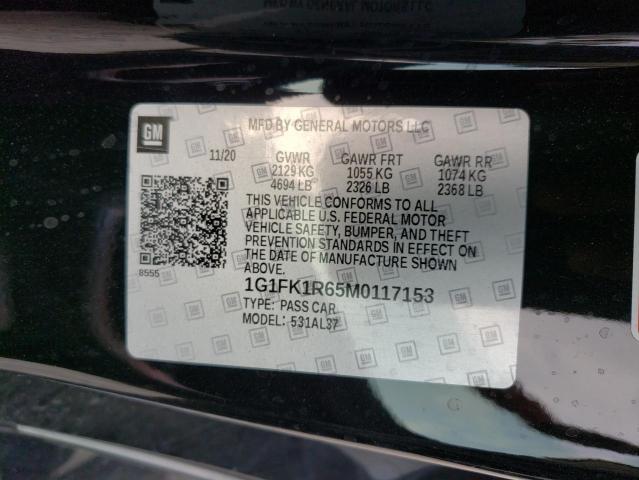 GM
MFD BY GENERAL MOTORS LLC
11/20 GVWR GAWR FRT GAWR RR
2129 KG 1055 KG 1074 KG
4694 LB 2326 LB 2368 LB
THIS VEHICLE CONFORMS TO ALL
APPLICABLE U.S. FEDERAL MOTOR
VEHICLE SAFETY, BUMPER, AND THEFT
PREVENTION STANDARDS IN EFFECT ON
THE DATE OF MANUFACTURE SHOWN
ABOVE.
8555
1G1FK1R65M0117153
TYPE: PASS CAR
MODEL: 531AL37